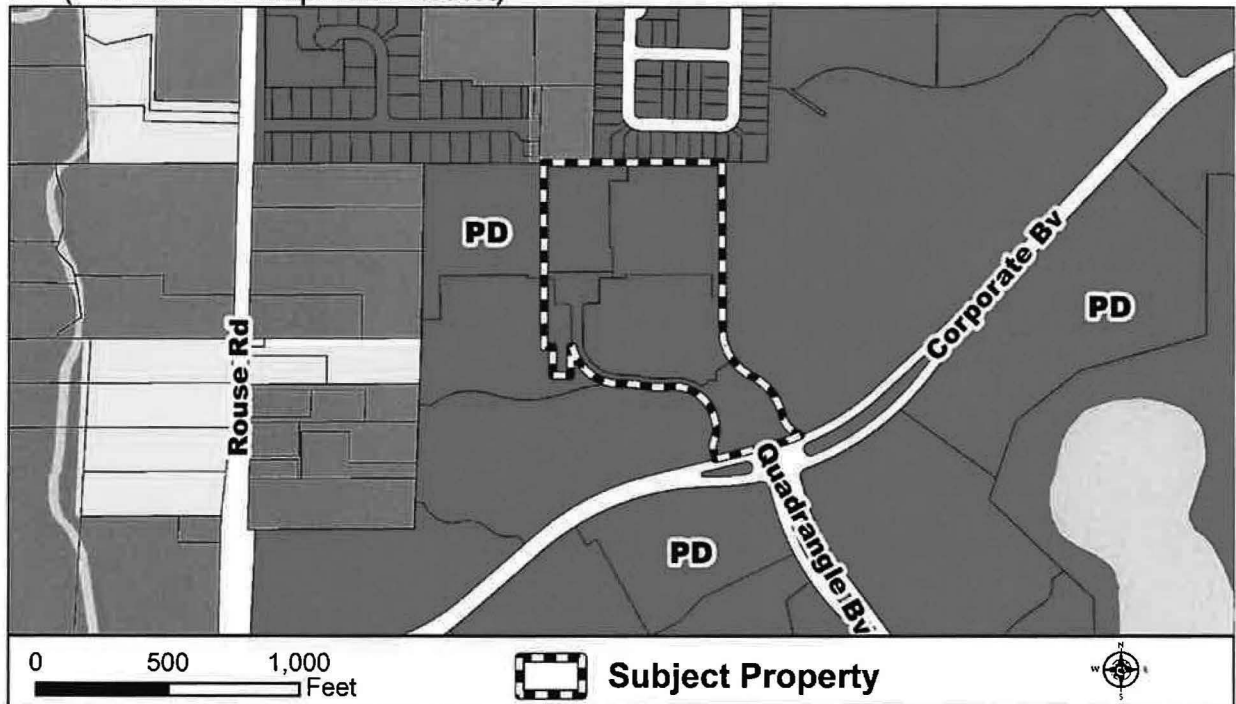 PD
PD
PD
Rouse Rd
Corporate Bv
Quadrangle Bv
0 500 1,000
Feet
Subject Property
N
W E
S